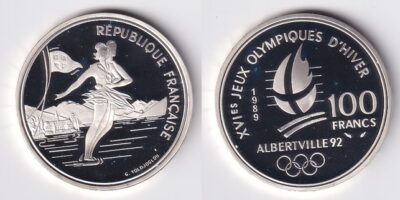 RÉPUBLIQUE FRANÇAISE
XVIes JEUX OLYMPIQUES D'HIVER
1989
100
FRANCS
ALBERTVILLE 92